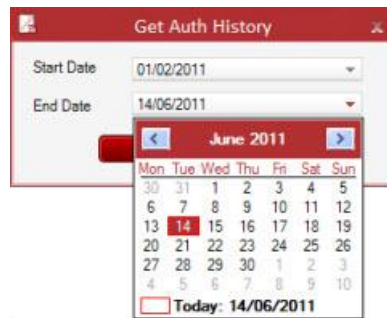 Get Auth History x
Start Date 01/02/2011
End Date 14/06/2011
< June 2011 >
Mon Tue Wed Thu Fri Sat Sun
30 31 1 2 3 4 5
6 7 8 9 10 11 12
13 14 15 16 17 18 19
20 21 22 23 24 25 26
27 28 29 30 1 2 3
4 5 6 7 8 9 10
Today: 14/06/2011